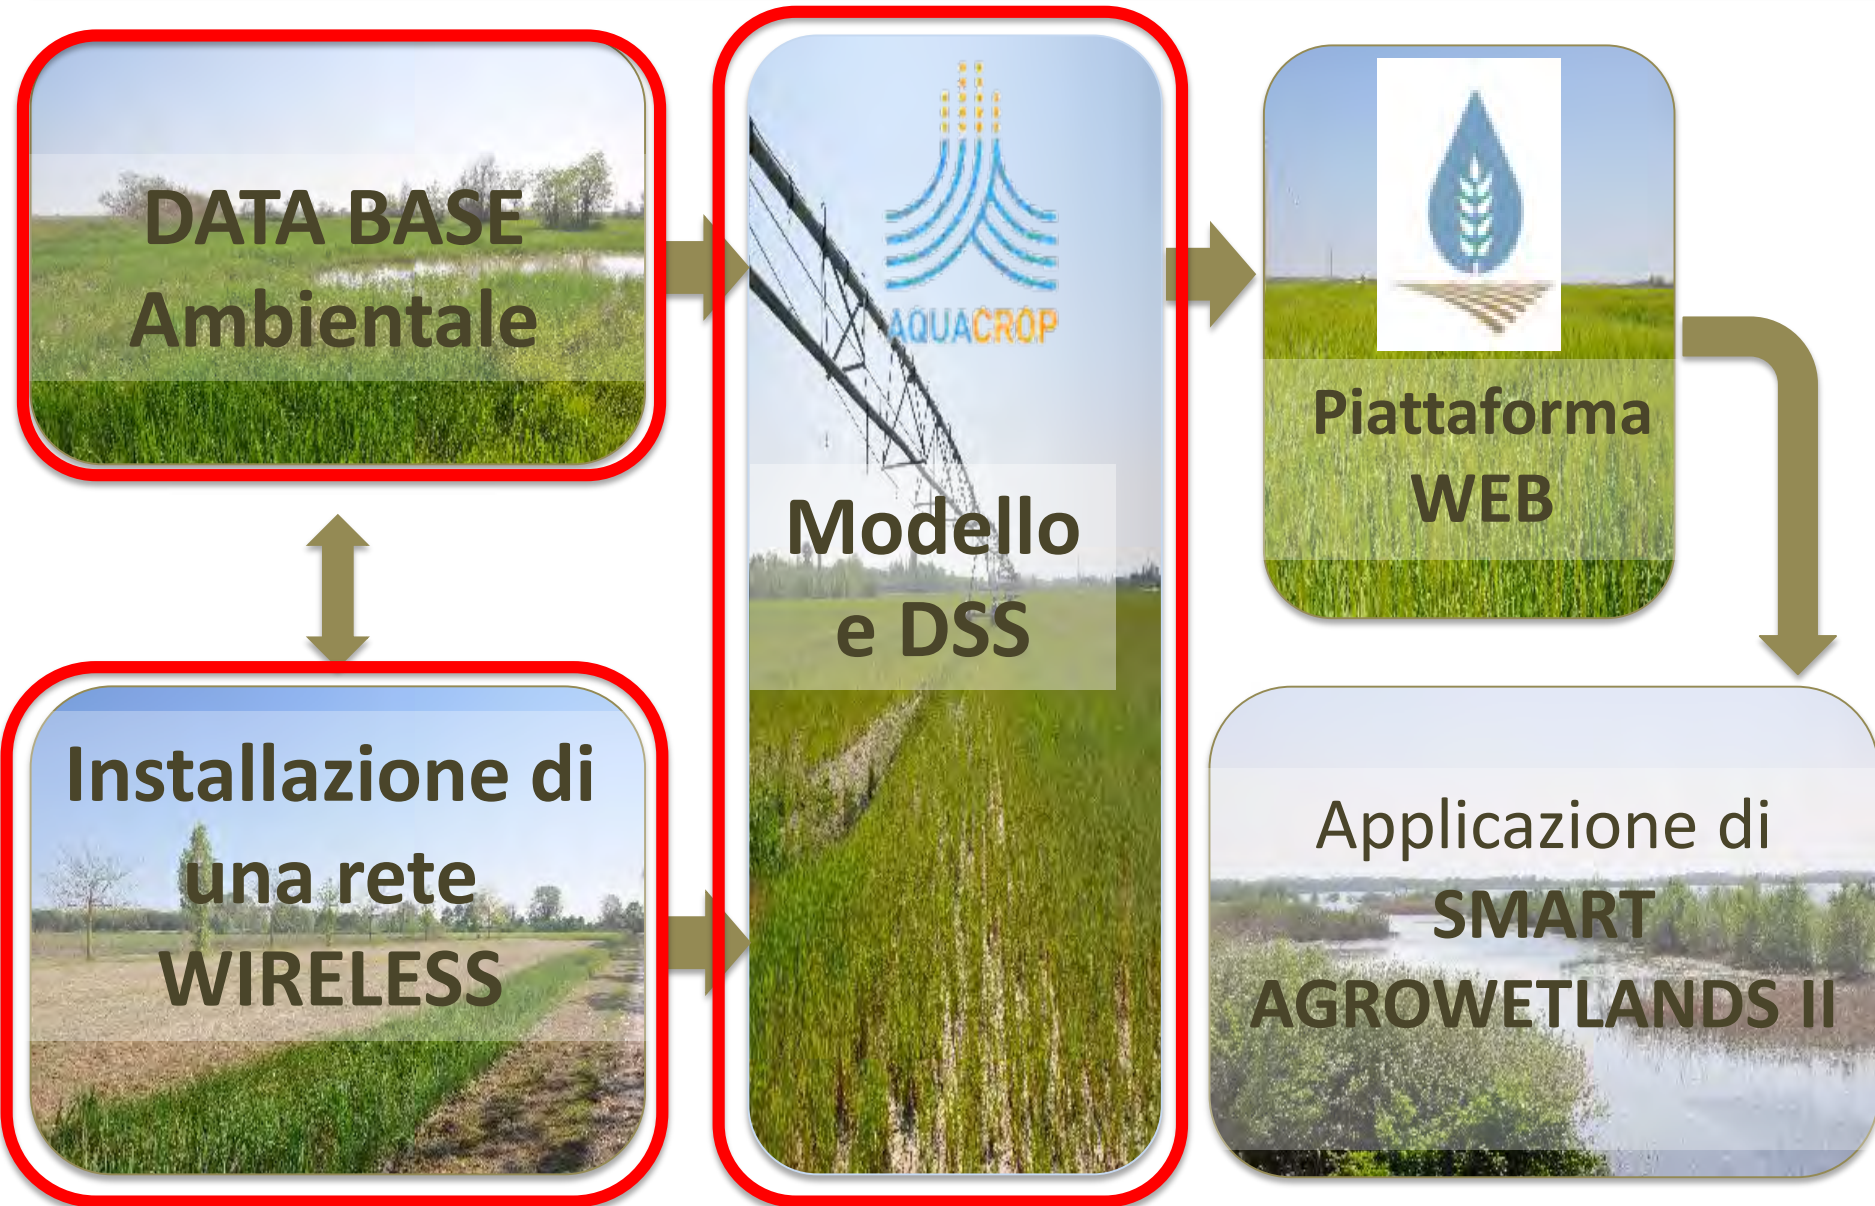 DATA BASE
Ambientale
Installazione di
una rete
WIRELESS
AQUACROP
Modello
e DSS
Piattaforma
WEB
Applicazione di
SMART
AGROWETLANDS II